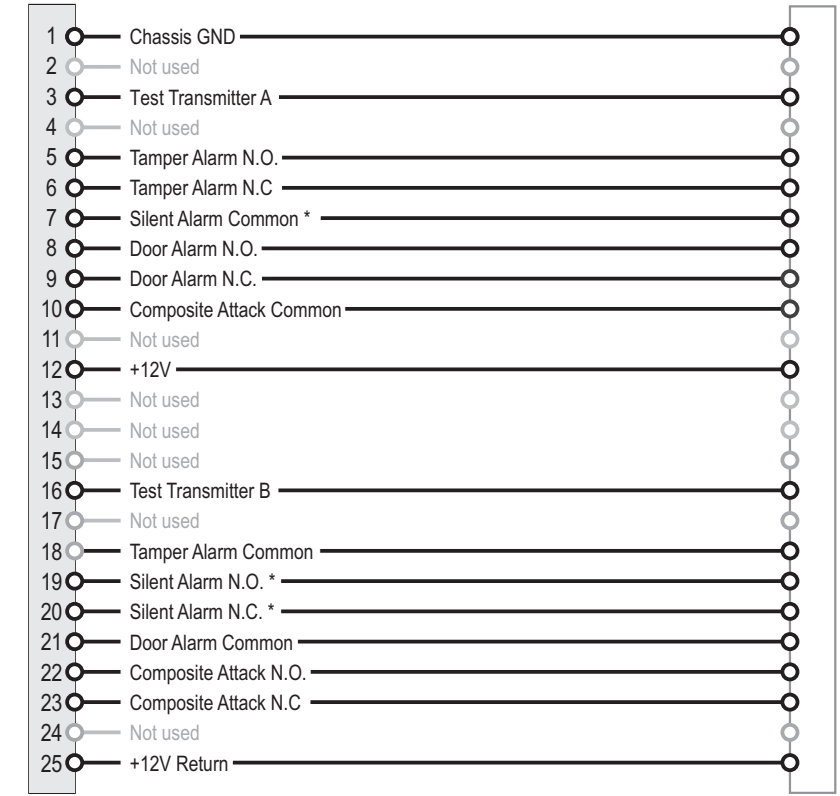 1 Chassis GND
2 Not used
3 Test Transmitter A
4 Not used
5 Tamper Alarm N.O.
6 Tamper Alarm N.C
7 Silent Alarm Common *
8 Door Alarm N.O.
9 Door Alarm N.C.
10 Composite Attack Common
11 Not used
12 +12V
13 Not used
14 Not used
15 Not used
16 Test Transmitter B
17 Not used
18 Tamper Alarm Common
19 Silent Alarm N.O. *
20 Silent Alarm N.C. *
21 Door Alarm Common
22 Composite Attack N.O.
23 Composite Attack N.C
24 Not used
25 +12V Return